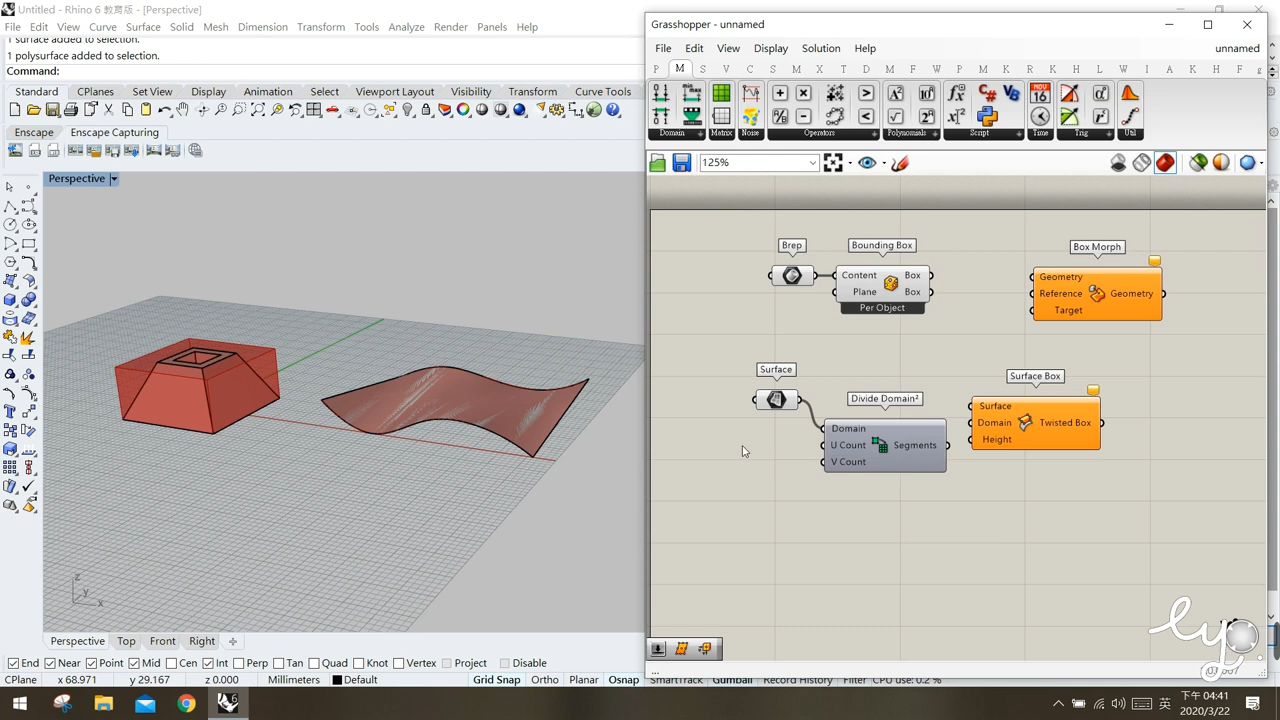 Untitled - Rhino 6 教育版 - [Perspective]
File Edit View Curve Surface Solid Mesh Dimension Transform Tools Analyze Render Panels Help
1 surface added to selection.
1 polysurface added to selection.
Command:
Standard CPlanes Set View Display Animation Select Viewport Layout Visibility Transform Curve Tools
Enscape Enscape Capturing
Perspective
z
y
x
Perspective Top Front Right
End Near Point Mid Cen Int Perp Tan Quad Knot Vertex Project Disable
CPlane x 68.971 y 29.167 z 0.000 Millimeters Default Grid Snap Ortho Planar Osnap SmartTrack Gumball Record History Filter CPU use: 0.2 %
Grasshopper - unnamed
File Edit View Display Solution Help unnamed
P M S V C S M X T D F W P M E L W A K H F g
Domain Matrix Noise Operators Polynomials Script Time Trig Util
125%
Brep
Bounding Box
Content Box
Plane Box
Per Object
Box Morph
Geometry
Reference Geometry
Target
Surface
Divide Domain²
Domain
U Count Segments
V Count
Surface Box
Surface
Domain Twisted Box
Height
...
ly.
英
下午 04:41
2020/3/22